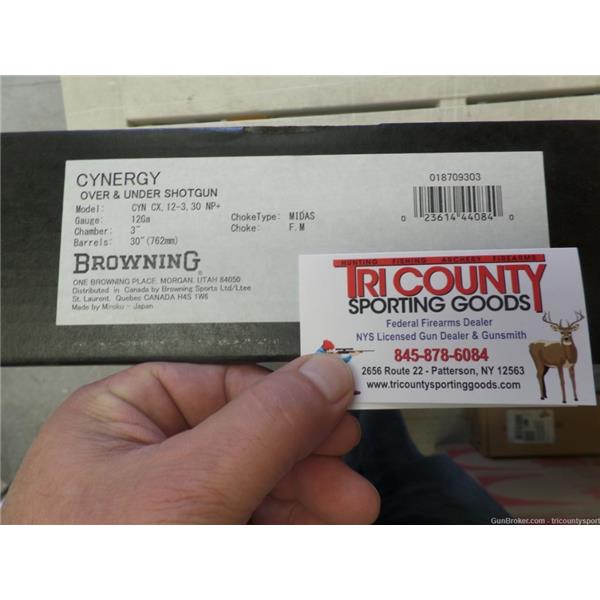 CYNERGY
OVER & UNDER SHOTGUN
Model: CYN CX, 12-3, 30 NP+
Gauge: 12Ga
Chamber: 3"
Barrels: 30"(762mm)
ChokeType: MIDAS
Choke: F.M
018709303
0 23614 44084 0
BROWNING®
ONE BROWNING PLACE, MORGAN, UTAH 84050
Distributed in Canada by Browning Sports Ltd/Ltee
St. Laurent, Quebec CANADA H4S 1W6
Made by Miroku - Japan
HUNTING FISHING ARCHERY FIREARMS
TRI COUNTY
SPORTING GOODS
Federal Firearms Dealer
NYS Licensed Gun Dealer & Gunsmith
845-878-6084
2656 Route 22 - Patterson, NY 12563
www.tricountysportinggoods.com
GunBroker.com - tricountysport